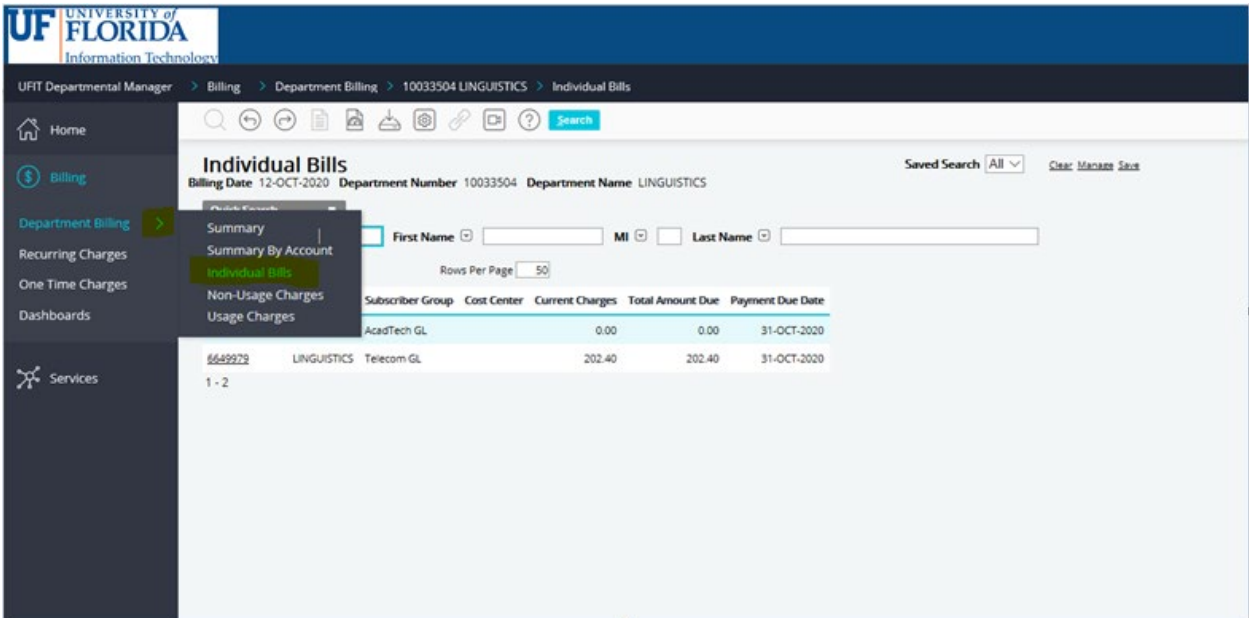 UF UNIVERSITY of
FLORIDA
Information Technology
UFIT Departmental Manager > Billing > Department Billing > 10033504 LINGUISTICS > Individual Bills
Home
Search
Individual Bills
Saved Search All Clear Manage Save
Billing Date 12-OCT-2020 Department Number 10033504 Department Name LINGUISTICS
Billing
Quick Search
Department Billing >
Summary
First Name MI Last Name
Summary By Account
Recurring Charges
Individual Bills
Rows Per Page 50
One Time Charges
Non-Usage Charges
Subscriber Group Cost Center Current Charges Total Amount Due Payment Due Date
Dashboards
Usage Charges
AcadTech GL 0.00 0.00 31-OCT-2020
6649979 LINGUISTICS Telecom GL 202.40 202.40 31-OCT-2020
Services
1 - 2